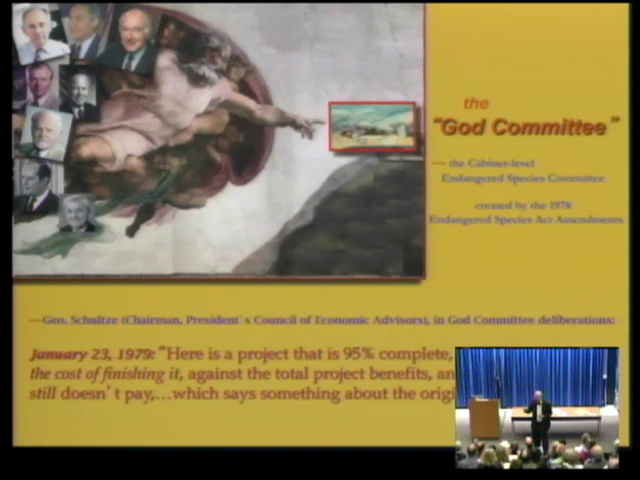 the
"God Committee"
— the Cabinet-level
Endangered Species Committee
created by the 1978
Endangered Species Act Amendments
—Gen. Schultze (Chairman, President's Council of Economic Advisors), in God Committee deliberations:
January 23, 1979: "Here is a project that is 95% complete,
the cost of finishing it, against the total project benefits, an
still doesn't pay,...which says something about the origi